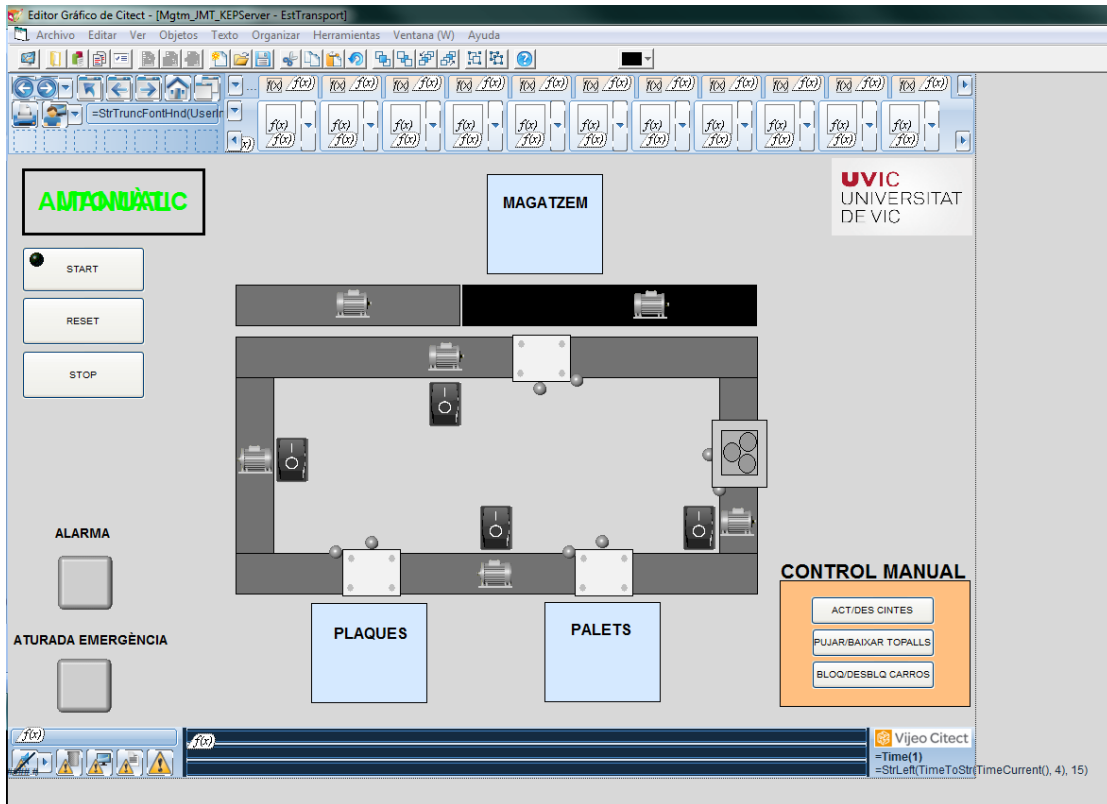 Editor Gráfico de Citect - [Mgtm_JMT_KEPServer - EstTransport]
Archivo Editar Ver Objetos Texto Organizar Herramientas Ventana (W) Ayuda
... f(x) f(x) f(x) f(x) f(x) f(x) f(x) f(x) f(x) f(x) f(x) f(x) f(x) f(x) f(x) f(x) f(x) f(x) f(x) f(x) f(x) f(x)
=StrTruncFontHnd(UserIr
f(x) f(x) f(x) f(x) f(x) f(x) f(x) f(x) f(x) f(x) f(x)
x) f(x) f(x) f(x) f(x) f(x) f(x) f(x) f(x) f(x) f(x) f(x)
MAGATZEM
UVIC
UNIVERSITAT
DE VIC
START
RESET
STOP
ALARMA
ATURADA EMERGÈNCIA
PLAQUES
PALETS
CONTROL MANUAL
ACT/DES CINTES
PUJAR/BAIXAR TOPALLS
BLOQ/DESBLQ CARROS
f(x)
f(x)
Vijeo Citect
=Time(1)
=StrLeft(TimeToStr(TimeCurrent(), 4), 15)